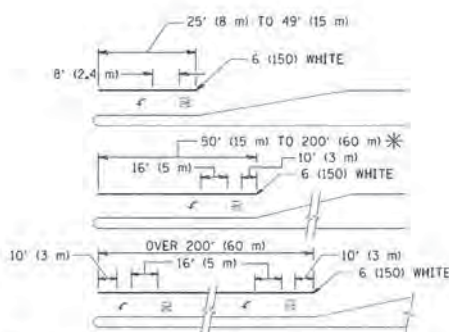 25' (8 m) TO 49' (15 m)
8' (2.4 m)
6 (150) WHITE
50' (15 m) TO 200' (60 m) *
16' (5 m)
10' (3 m)
6 (150) WHITE
OVER 200' (60 m)
10' (3 m)
16' (5 m)
10' (3 m)
6 (150) WHITE